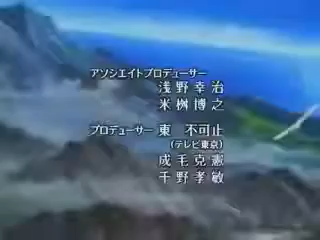 アソシエイトプロデューサー
浅野幸治
米桝博之
プロデューサー 東 不可止
(テレビ東京)
成毛克憲
千野孝敏